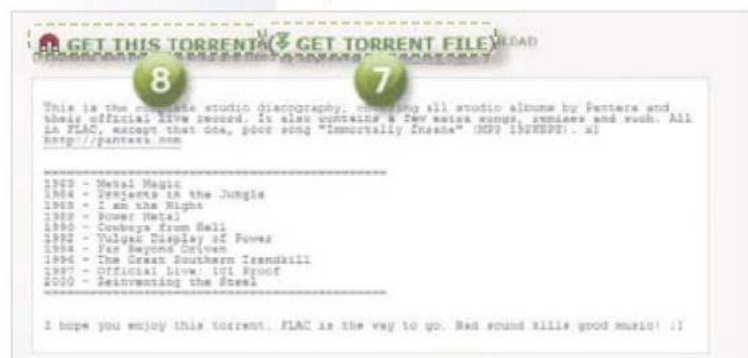 GET THIS TORRENT (GET TORRENT FILE)
8 7
This is the complete studio discography, all studio albums by Pantera and
their official live record. It also contains a few extra songs, remixes and such. All
in FLAC, except that one, poor song "Immortally Insane" (MP3 192KBPS). x)
http://pantera.com
1983 - Metal Magic
1984 - Projects in the Jungle
1985 - I am the Night
1988 - Power Metal
1990 - Cowboys from Hell
1992 - Vulgar Display of Power
1994 - Far Beyond Driven
1996 - The Great Southern Trendkill
1997 - Official Live: 101 Proof
2000 - Reinventing the Steel
I hope you enjoy this torrent. FLAC is the way to go. Bad sound kills good music! ;]